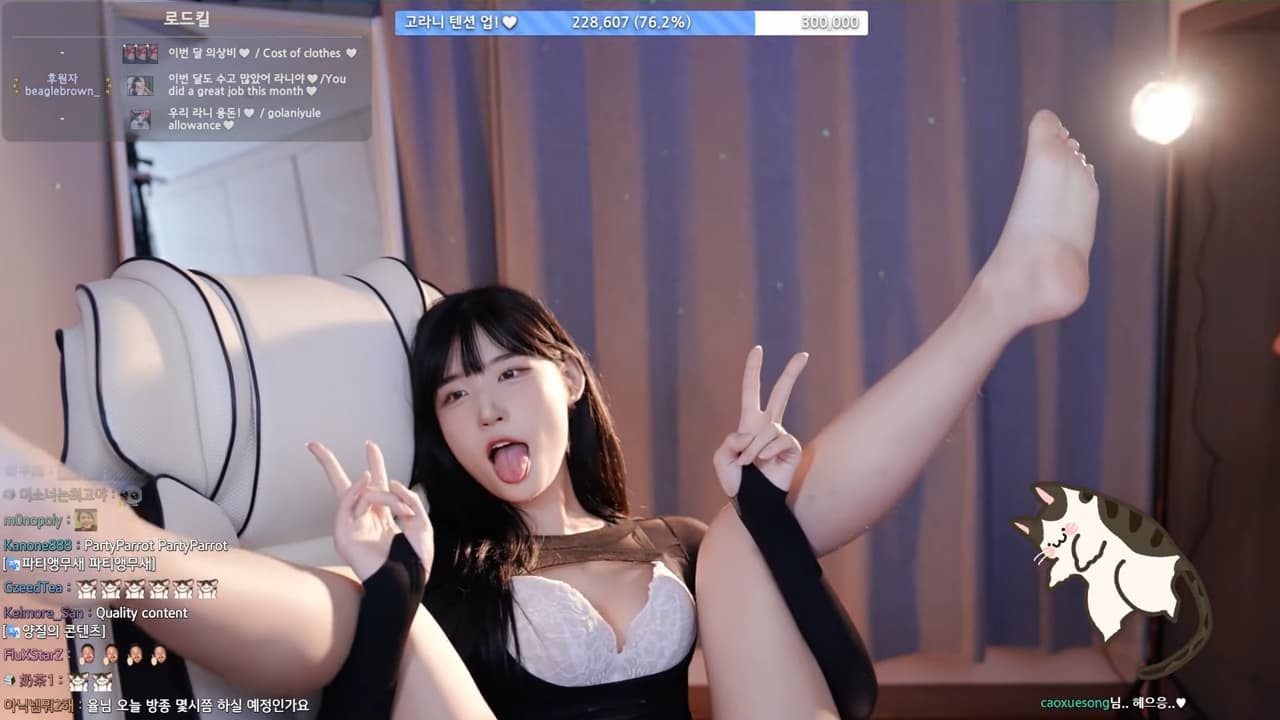 로드킬
-
이번 달 의상비♥ / Cost of clothes ♥
후원자
beaglebrown_
이번 달도 수고 많았어 라니야♥/You
did a great job this month♥
-
우리 라니 용돈!♥ / golaniyule
allowance♥
고라니 텐션 업!♥ 228,607 (76.2%) 300,000
미소녀는최고야 :
m0nopoly :
Kanone888 : PartyParrot PartyParrot
[파티앵무새 파티앵무새]
GzeedTea :
Kelmore_San : Quality content
[양질의 콘텐츠]
FluXStarZ :
奶茶1 :
아닉넴뭐2해 : 율님 오늘 방종 몇시쯤 하실 예정인가요
caoxuesong님.. 헤으응..♥